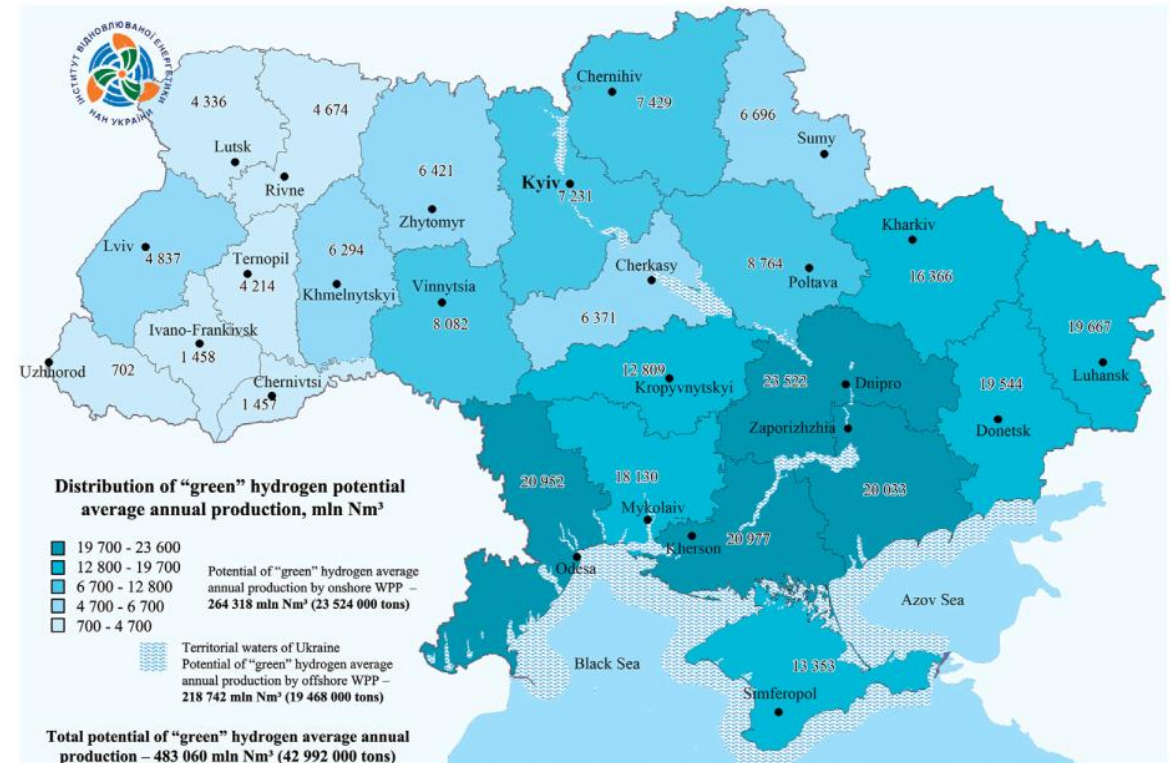 ІНСТИТУТ ВІДНОВЛЮВАНОЇ ЕНЕРГЕТИКИ
НАН УКРАЇНИ
4 336
4 674
Lutsk
Rivne
6 421
Zhytomyr
Kyiv
7 231
Chernihiv
7 429
6 696
Sumy
Lviv
4 837
Ternopil
4 214
6 294
Khmelnytskyi
Vinnytsia
8 082
Cherkasy
6 371
8 764
Poltava
Kharkiv
16 366
19 667
Luhansk
Uzhhorod
702
Ivano-Frankivsk
1 458
Chernivtsi
1 457
12 809
Kropyvnytskyi
23 522
Dnipro
Zaporizhzhia
19 544
Donetsk
20 952
18 130
Mykolaiv
Odesa
Kherson
20 977
20 033
Azov Sea
Black Sea
13 353
Simferopol
Distribution of “green” hydrogen potential
average annual production, mln Nm³
19 700 - 23 600
12 800 - 19 700
6 700 - 12 800
4 700 - 6 700
700 - 4 700
Potential of “green” hydrogen average
annual production by onshore WPP –
264 318 mln Nm³ (23 524 000 tons)
Territorial waters of Ukraine
Potential of “green” hydrogen average
annual production by offshore WPP –
218 742 mln Nm³ (19 468 000 tons)
Total potential of “green” hydrogen average annual
production – 483 060 mln Nm³ (42 992 000 tons)